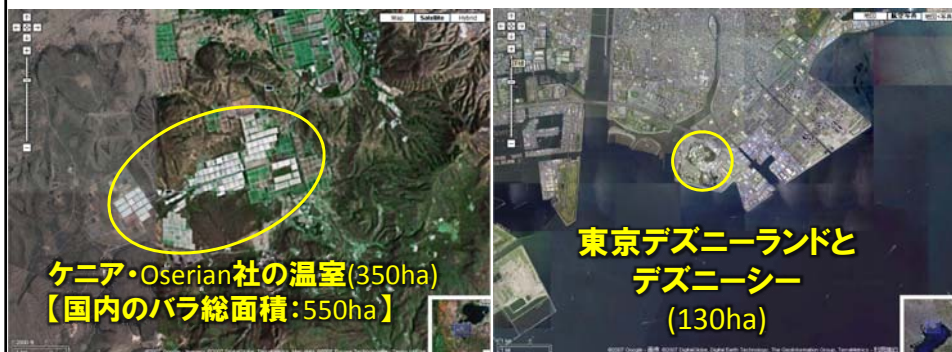 Map Satellite Hybrid
ケニア・Oserian社の温室(350ha)
【国内のバラ総面積：550ha】
東京デズニーランドと
デズニーシー
(130ha)